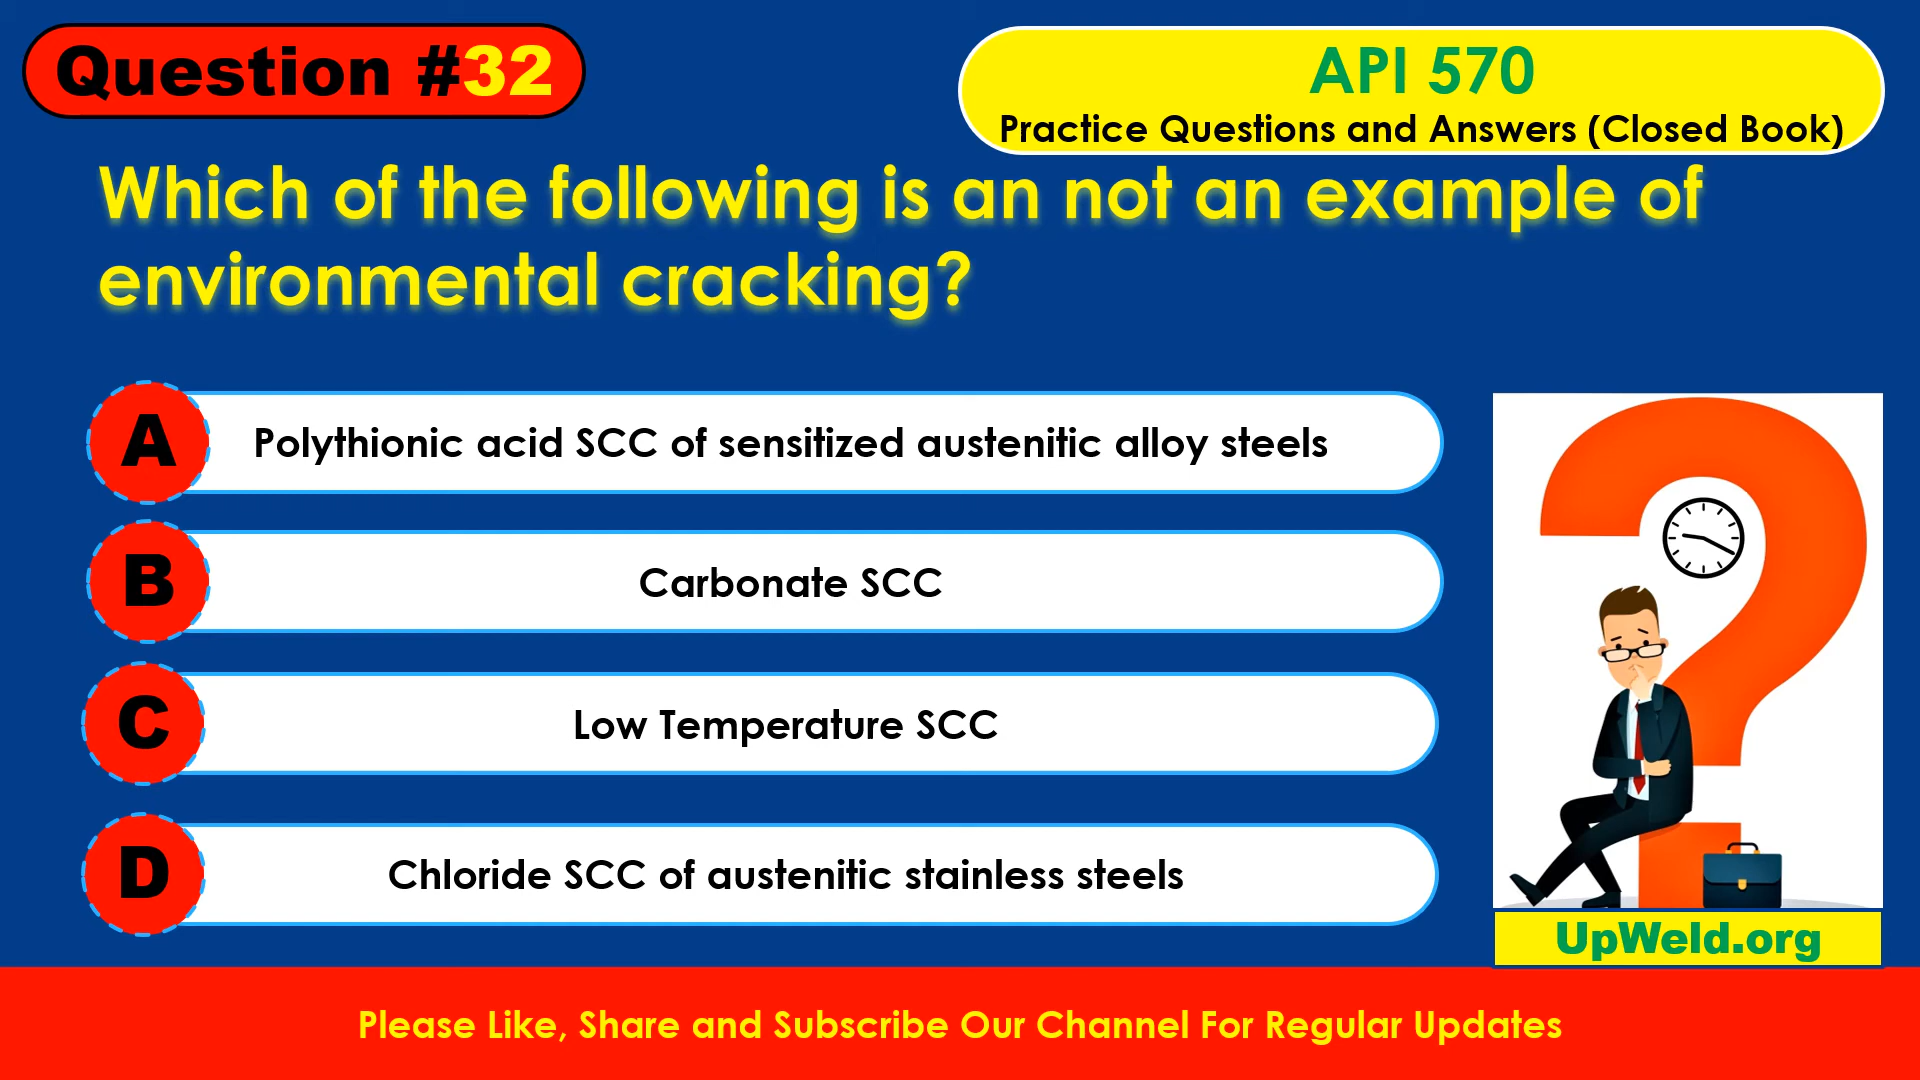 Question #32
API 570
Practice Questions and Answers (Closed Book)
Which of the following is an not an example of
environmental cracking?
A
Polythionic acid SCC of sensitized austenitic alloy steels
B
Carbonate SCC
C
Low Temperature SCC
D
Chloride SCC of austenitic stainless steels
UpWeld.org
Please Like, Share and Subscribe Our Channel For Regular Updates